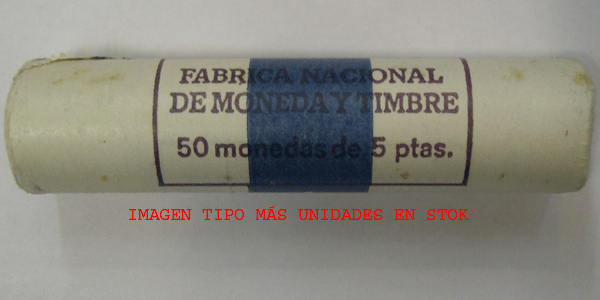 FABRICA NACIONAL
DE MONEDA Y TIMBRE
50 monedas de 5 ptas.
IMAGEN TIPO MÁS UNIDADES EN STOK